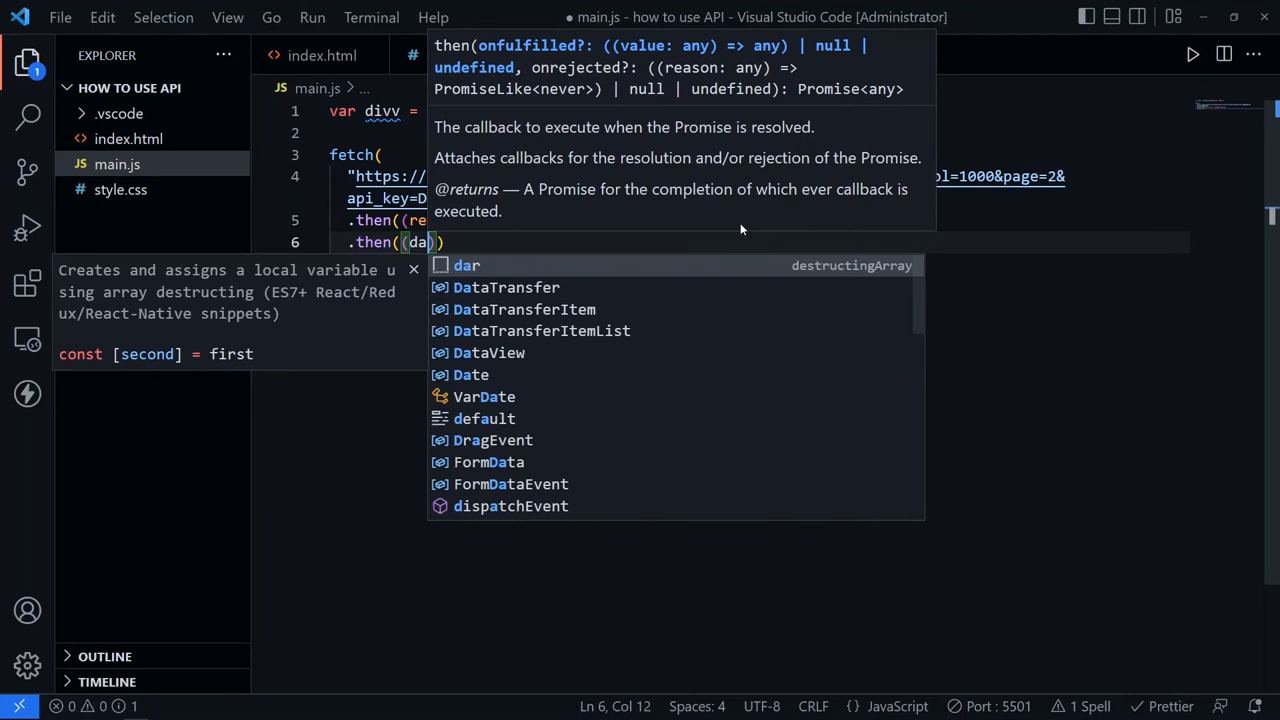 File Edit Selection View Go Run Terminal Help ● main.js - how to use API - Visual Studio Code [Administrator]
EXPLORER ···
1
HOW TO USE API
.vscode
<> index.html
JS main.js
# style.css
<> index.html #
JS main.js > ...
1 var divv =
2
3 fetch(
4 "https:// pl=1000&page=2&
api_key=D
5 .then((re
6 .then((da))
then(onfulfilled?: ((value: any) => any) | null |
undefined, onrejected?: ((reason: any) =>
PromiseLike<never>) | null | undefined): Promise<any>
The callback to execute when the Promise is resolved.
Attaches callbacks for the resolution and/or rejection of the Promise.
@returns — A Promise for the completion of which ever callback is
executed.
Creates and assigns a local variable u
sing array destructing (ES7+ React/Red
ux/React-Native snippets)
const [second] = first
dar destructingArray
DataTransfer
DataTransferItem
DataTransferItemList
DataView
Date
VarDate
default
DragEvent
FormData
FormDataEvent
dispatchEvent
OUTLINE
TIMELINE
0 0 1 Ln 6, Col 12 Spaces: 4 UTF-8 CRLF {} JavaScript Port : 5501 1 Spell Prettier